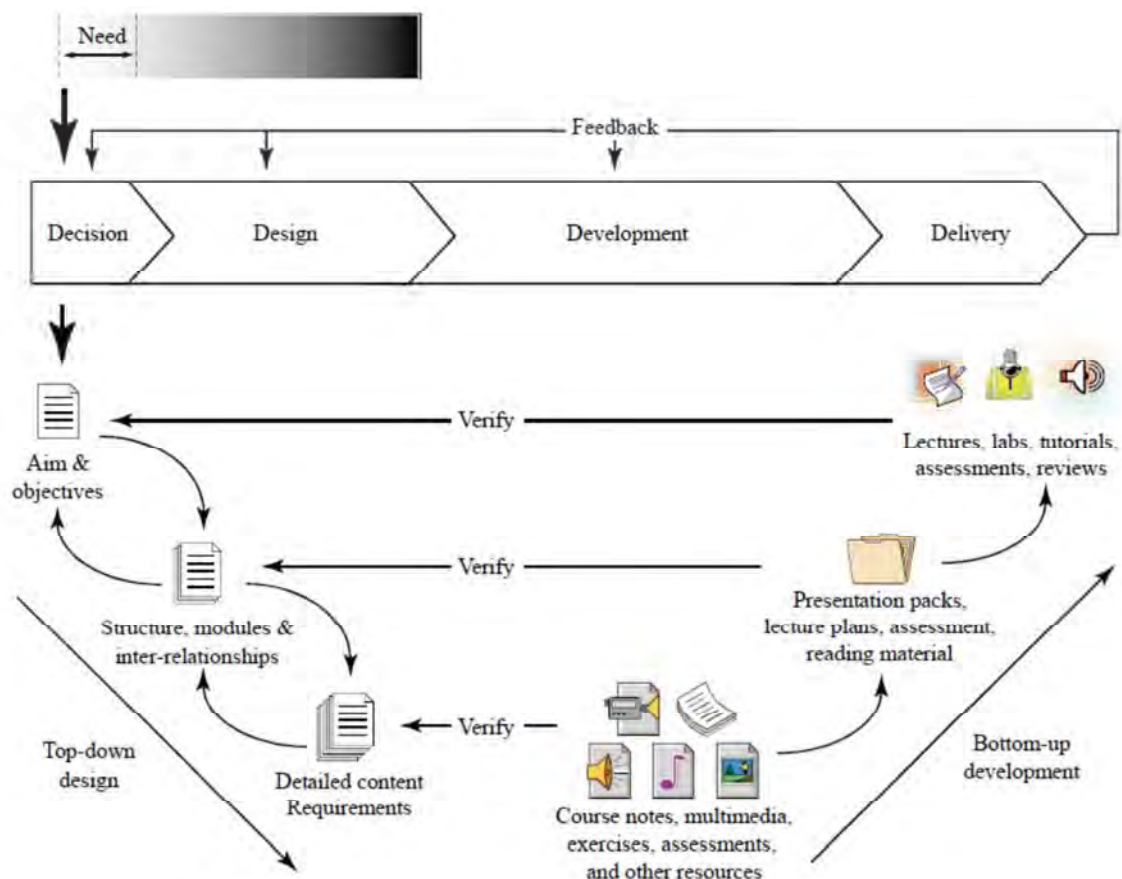 Need
Feedback
Decision
Design
Development
Delivery
Verify
Lectures, labs, tutorials,
assessments, reviews
Aim &
objectives
Verify
Presentation packs,
lecture plans, assessment,
reading material
Structure, modules &
inter-relationships
Verify
Top-down
design
Detailed content
Requirements
Bottom-up
development
Course notes, multimedia,
exercises, assessments,
and other resources